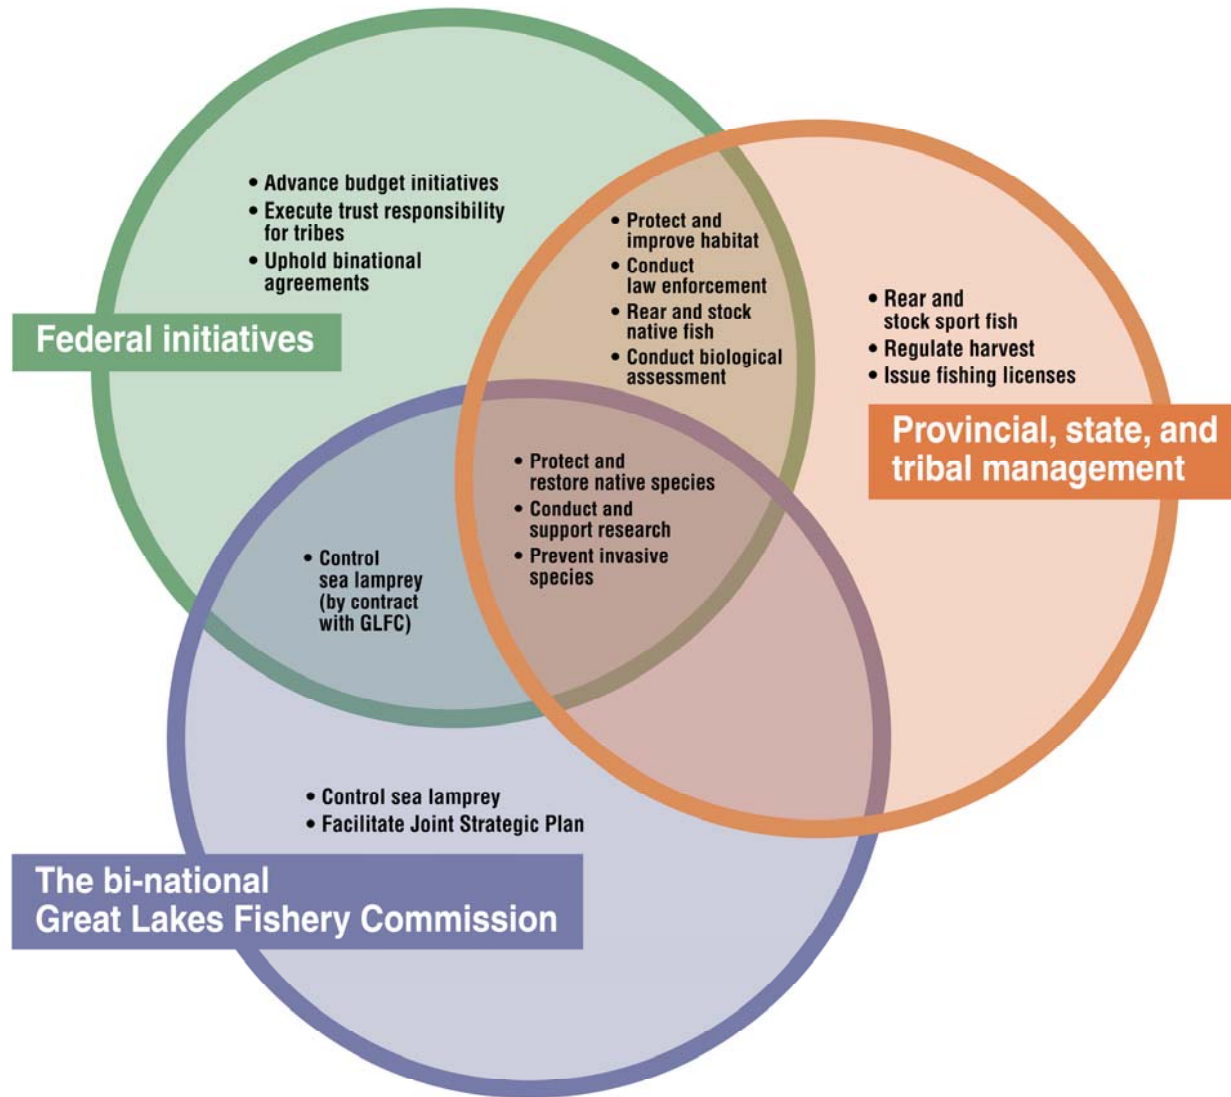 • Advance budget initiatives
• Execute trust responsibility
for tribes
• Uphold binational
agreements
Federal initiatives
• Protect and
improve habitat
• Conduct
law enforcement
• Rear and stock
native fish
• Conduct biological
assessment
• Rear and
stock sport fish
• Regulate harvest
• Issue fishing licenses
Provincial, state, and
tribal management
• Protect and
restore native species
• Conduct and
support research
• Prevent invasive
species
• Control
sea lamprey
(by contract
with GLFC)
• Control sea lamprey
• Facilitate Joint Strategic Plan
The bi-national
Great Lakes Fishery Commission